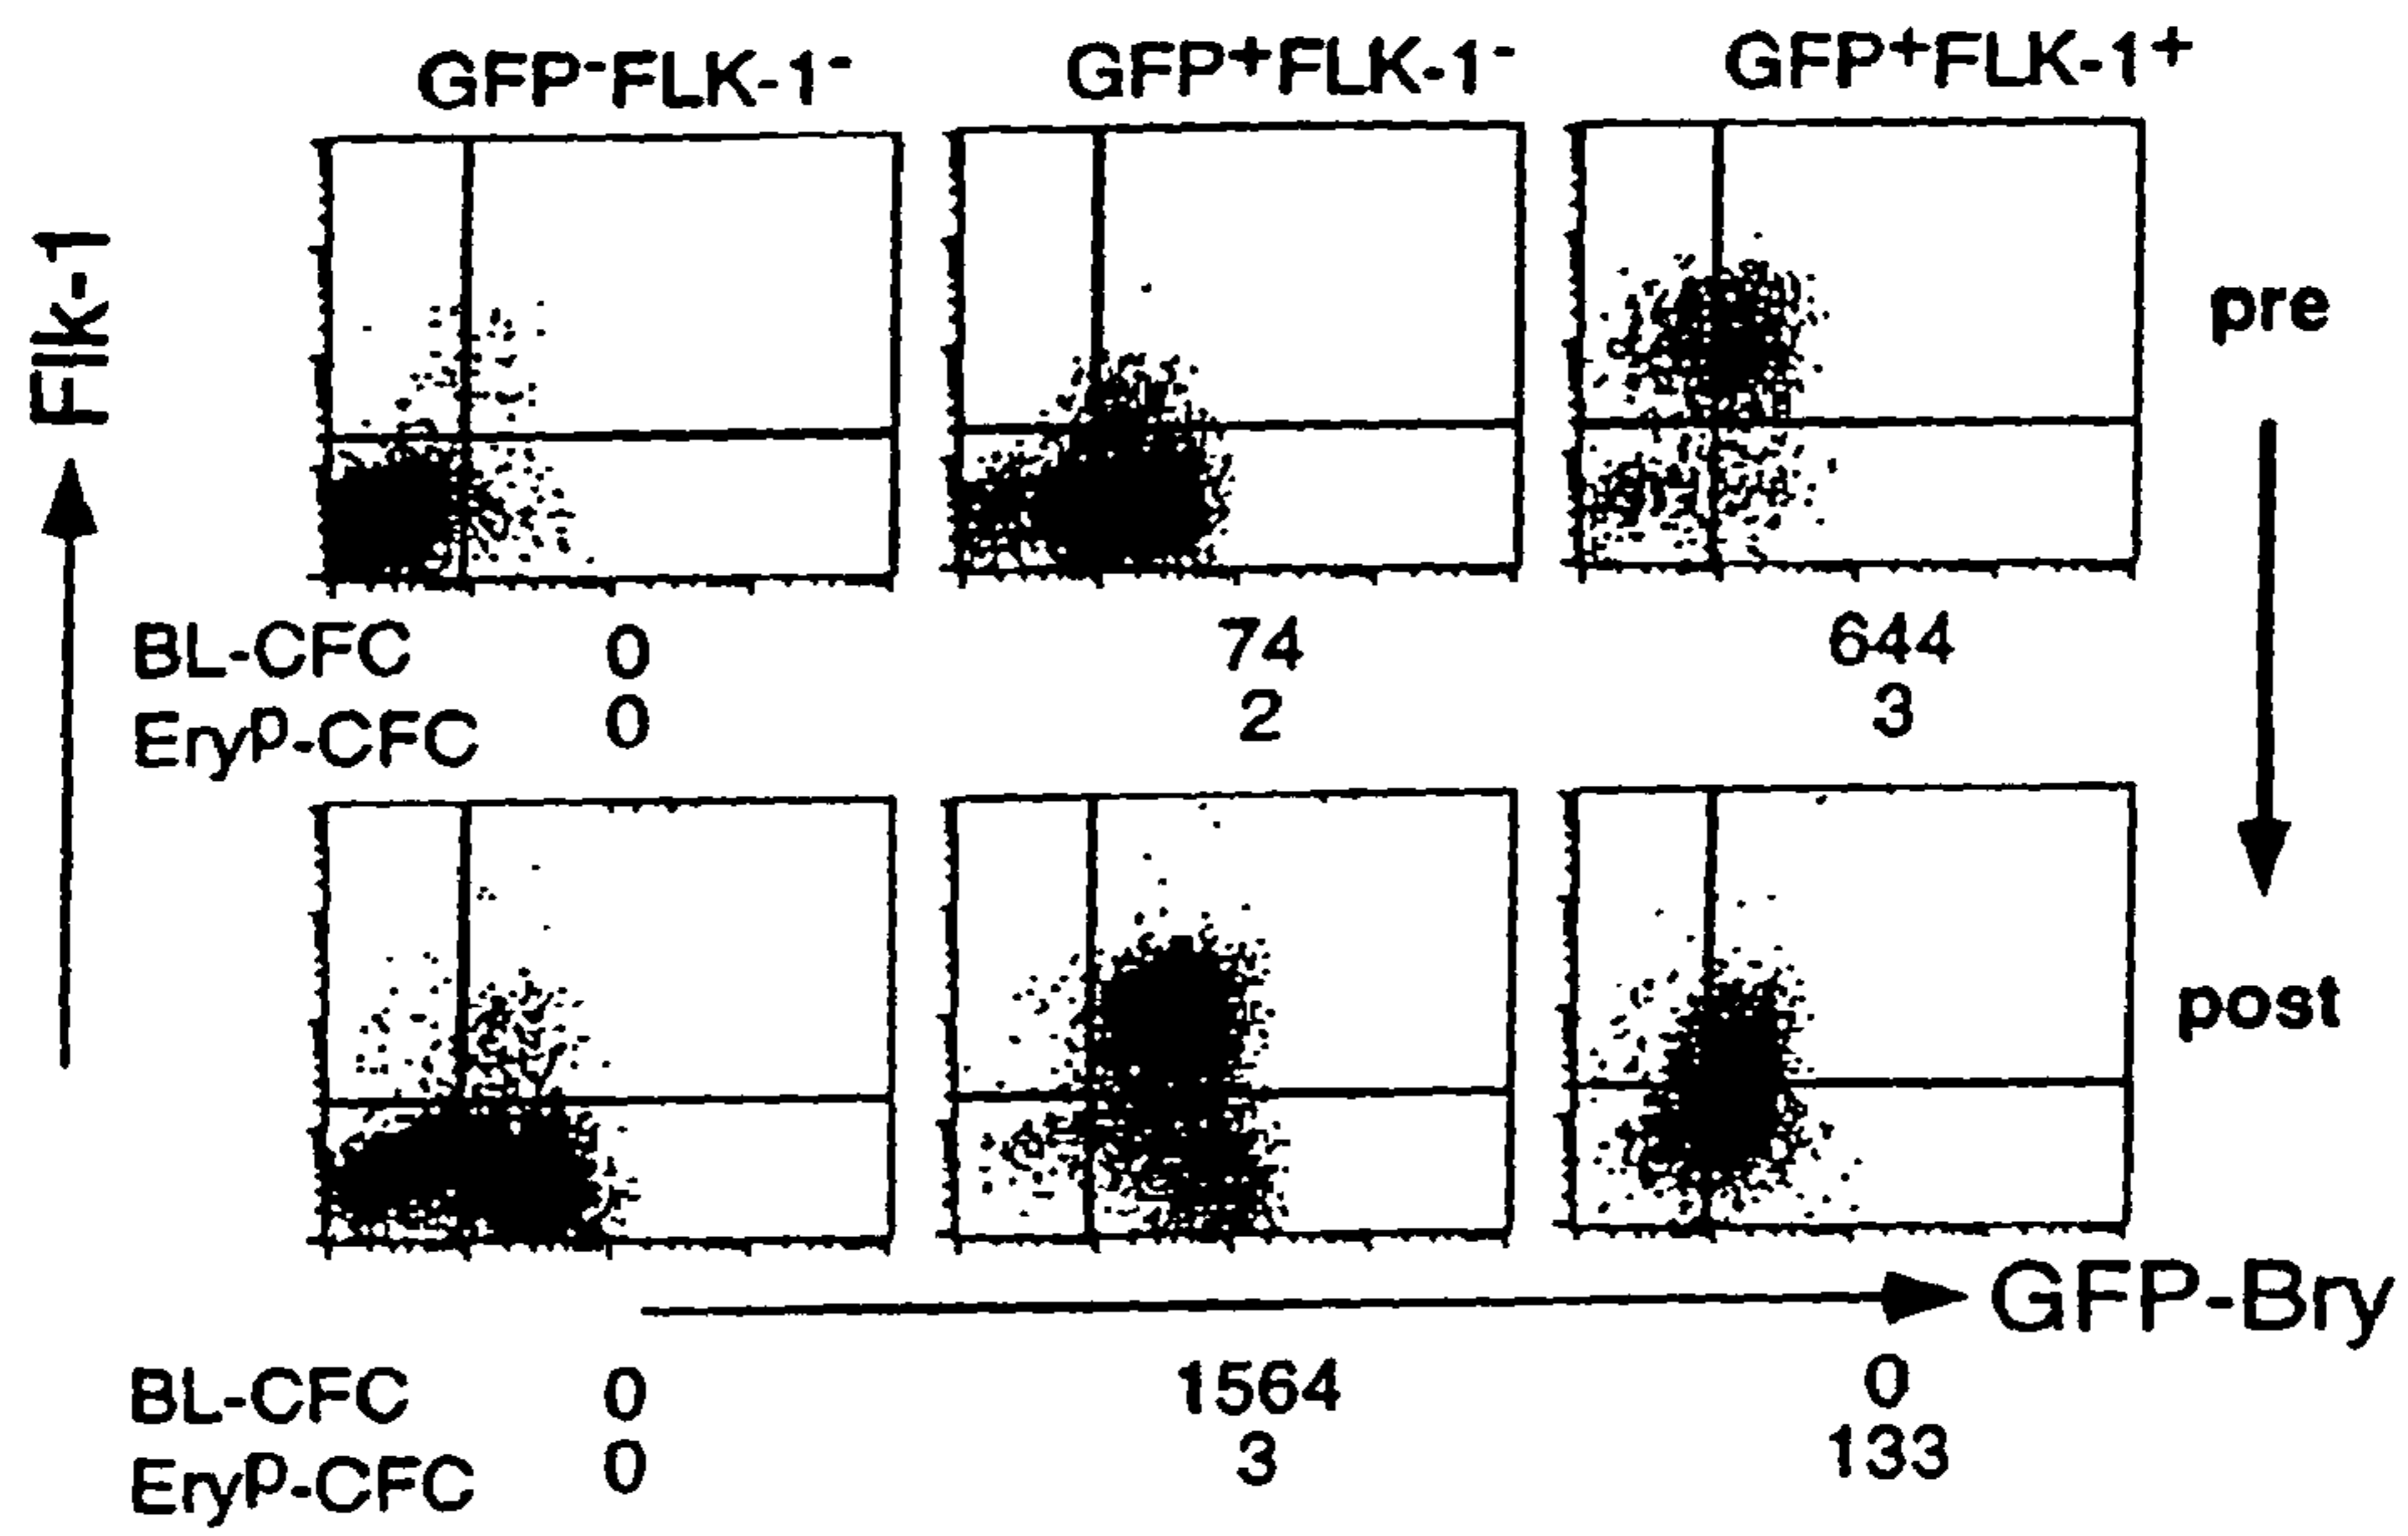 GFP-FLK-1- GFP+FLK-1- GFP+FLK-1+
Flk-1
pre
BL-CFC 0 74 644
EryP-CFC 0 2 3
post
GFP-Bry
BL-CFC 0 1564 0
EryP-CFC 0 3 133